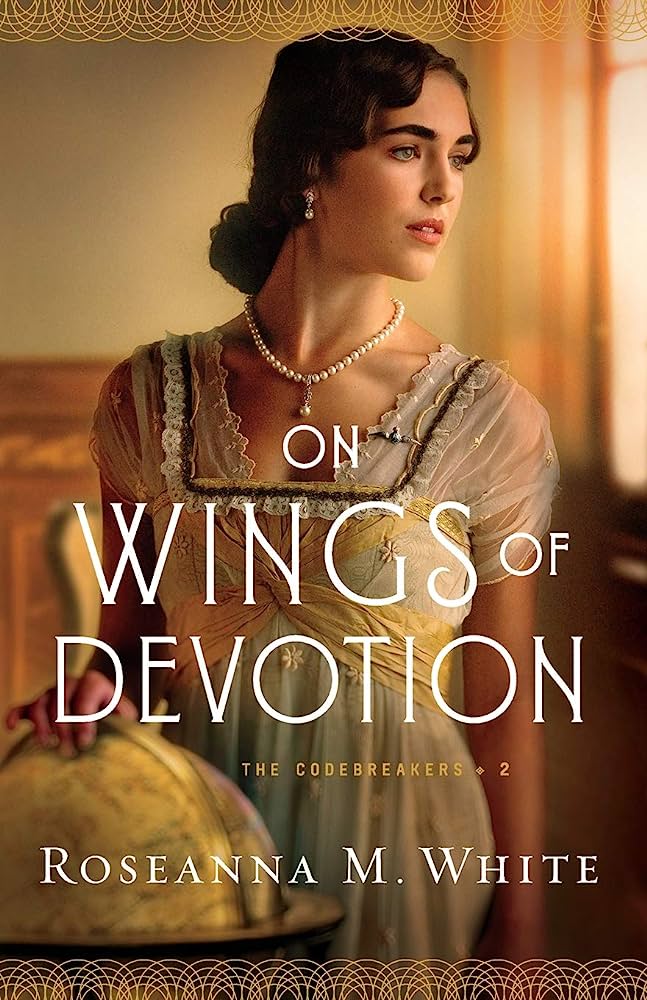 ON
WINGS OF
DEVOTION
THE CODEBREAKERS 2
ROSEANNA M. WHITE